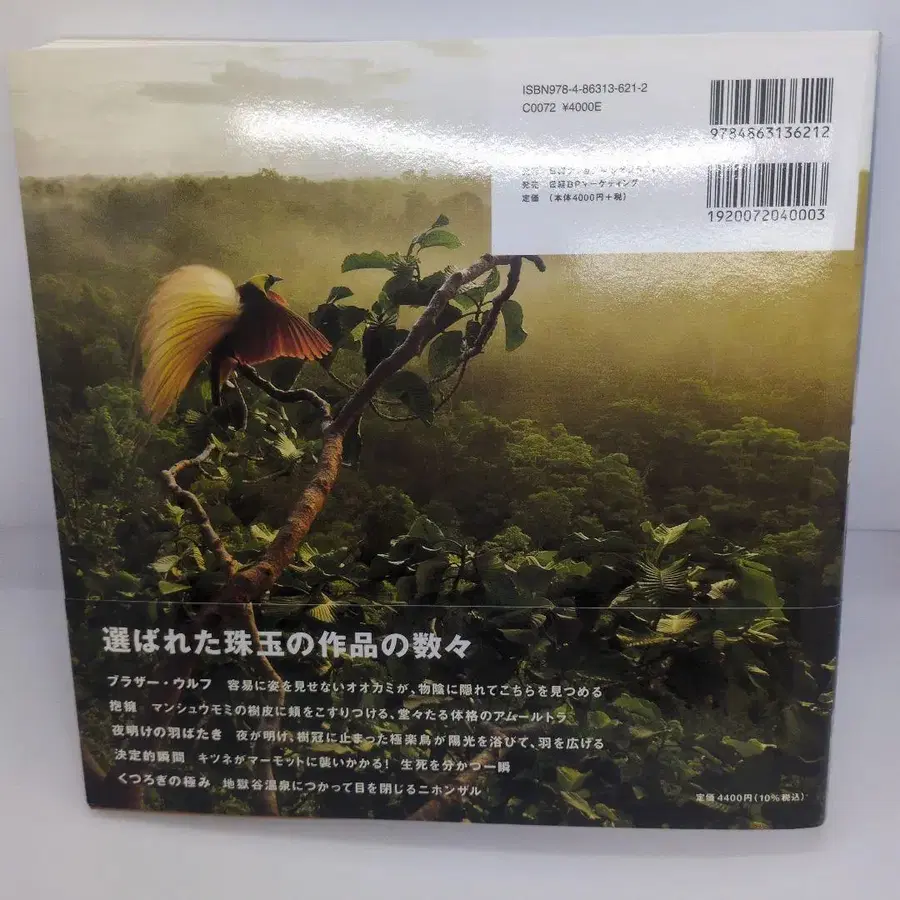 ISBN978-4-86313-621-2
C0072 ¥4000E
9784863136212
発売 日経BPマーケティング
定価 (本体4000円+税)
1920072040003
選ばれた珠玉の作品の数々
ブラザー・ウルフ 容易に姿を見せないオオカミが、物陰に隠れてこちらを見つめる
抱擁 マンシュウモミの樹皮に頬をこすりつける、堂々たる体格のアムールトラ
夜明けの羽ばたき 夜が明け、樹冠に止まった極楽鳥が陽光を浴びて、羽を広げる
決定的瞬間 キツネがマーモットに襲いかかる! 生死を分かつ一瞬
くつろぎの極み 地獄谷温泉につかって目を閉じるニホンザル
定価4400円(10%税込)